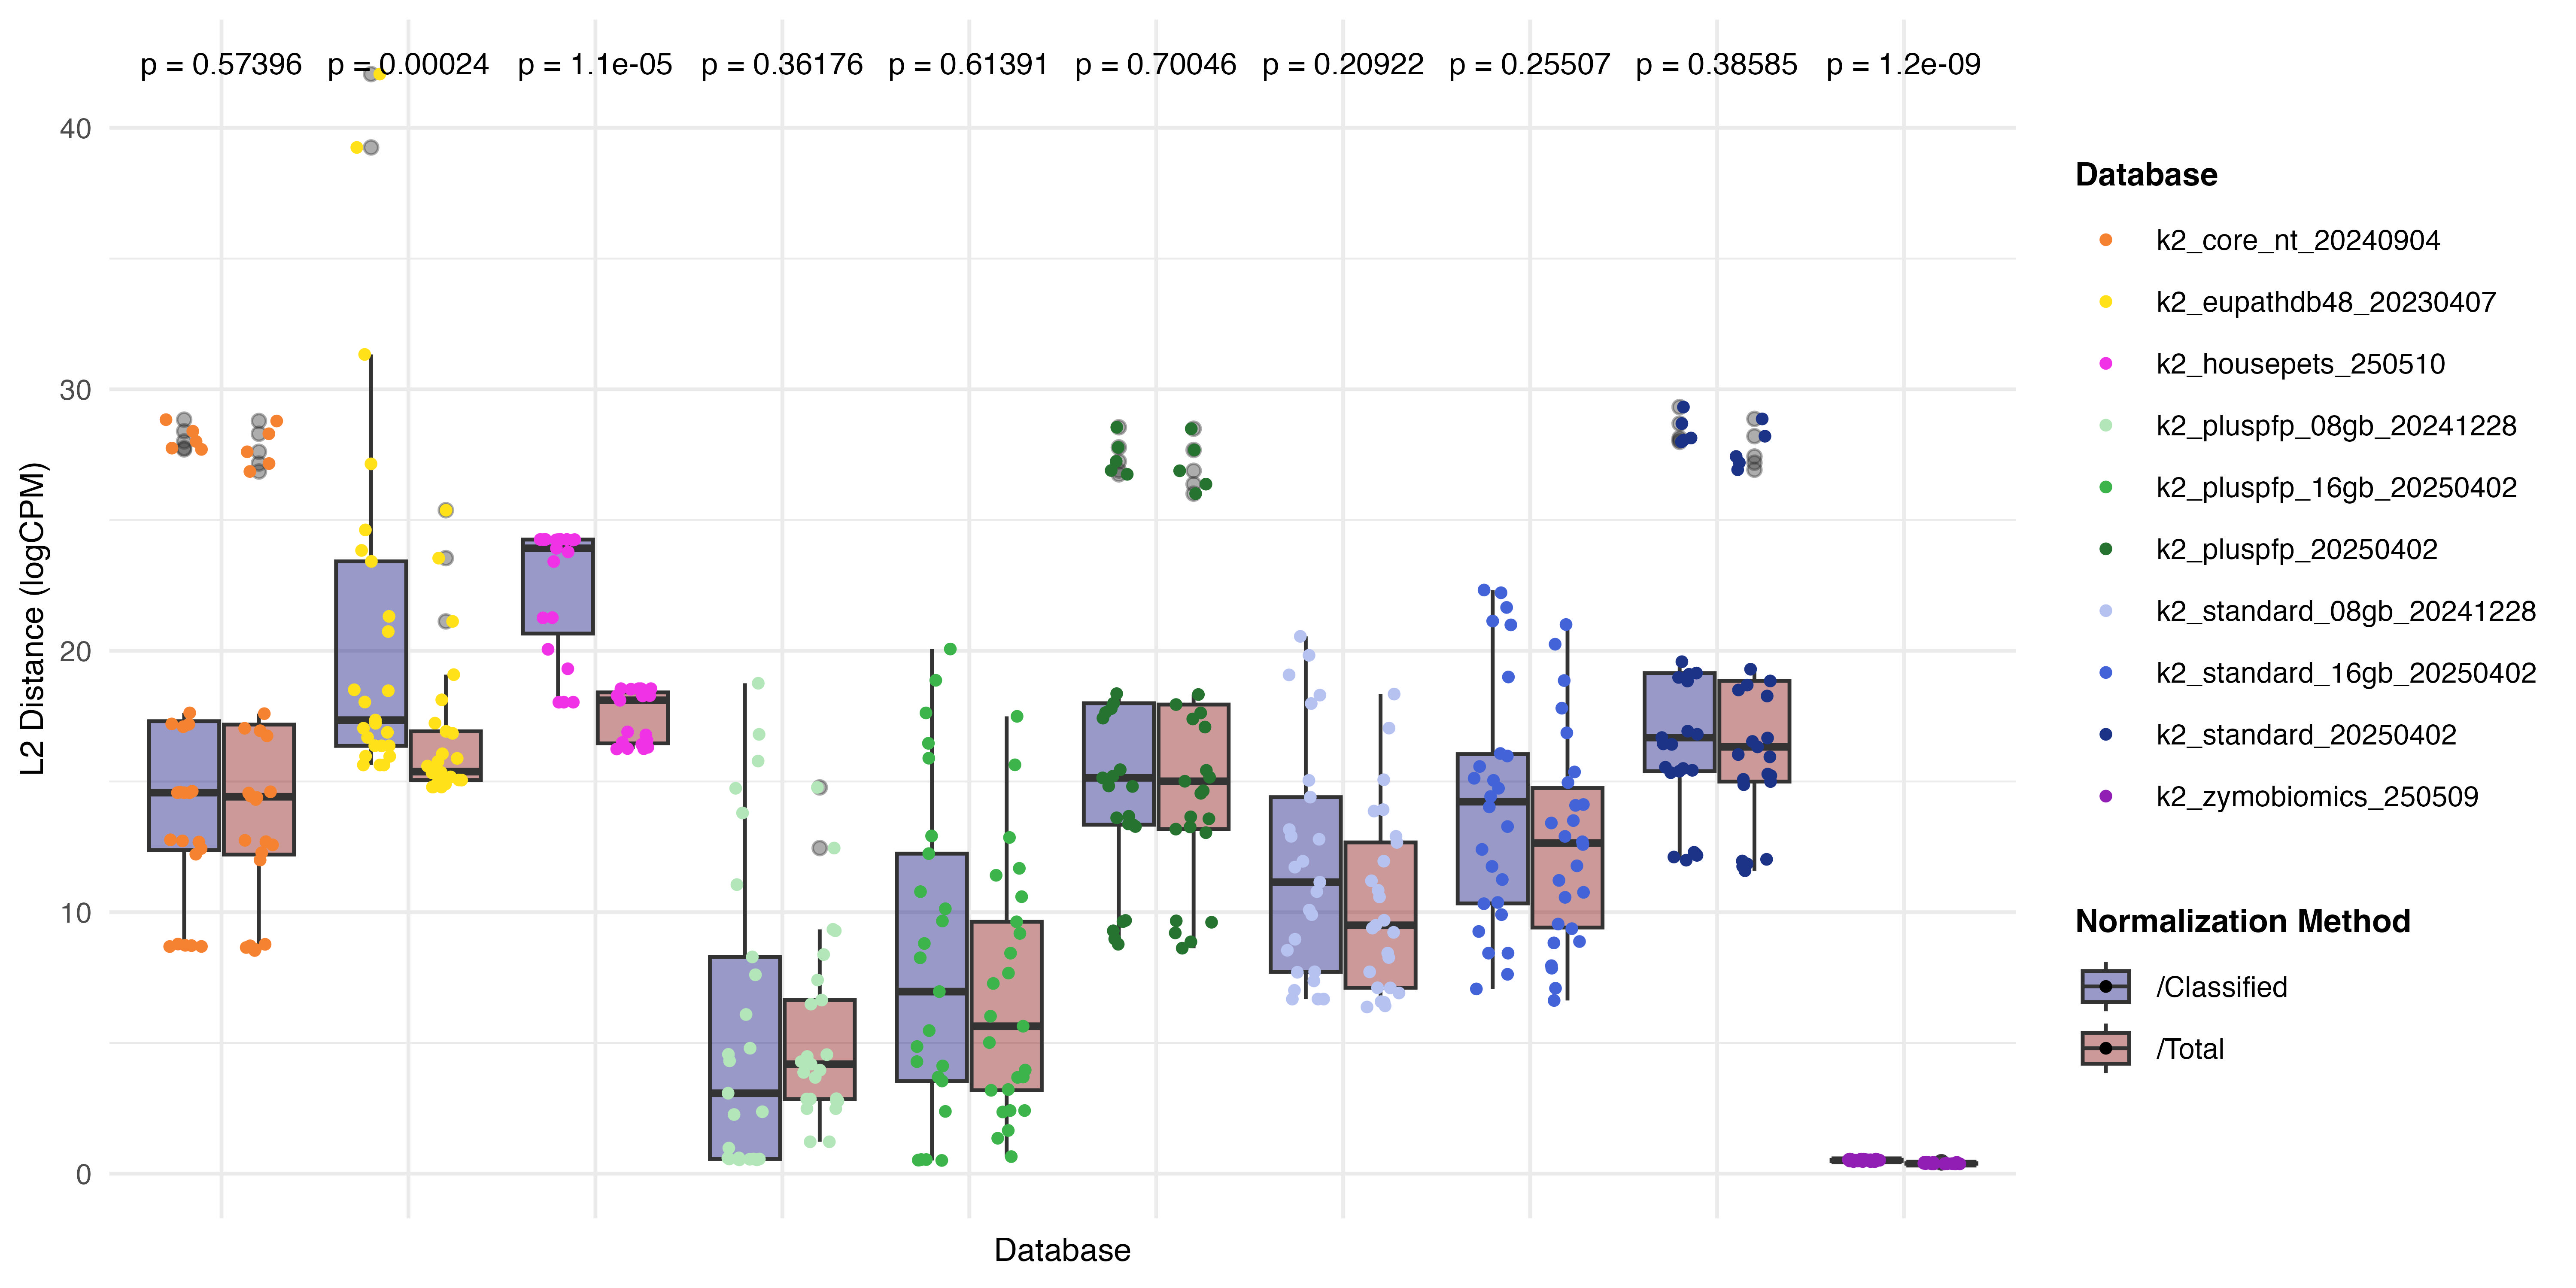 p = 0.57396 p = 0.00024 p = 1.1e-05 p = 0.36176 p = 0.61391 p = 0.70046 p = 0.20922 p = 0.25507 p = 0.38585 p = 1.2e-09
40
30
20
10
0
L2 Distance (logCPM)
Database
Database
k2_core_nt_20240904
k2_eupathdb48_20230407
k2_housepets_250510
k2_pluspfp_08gb_20241228
k2_pluspfp_16gb_20250402
k2_pluspfp_20250402
k2_standard_08gb_20241228
k2_standard_16gb_20250402
k2_standard_20250402
k2_zymobiomics_250509
Normalization Method
/Classified
/Total